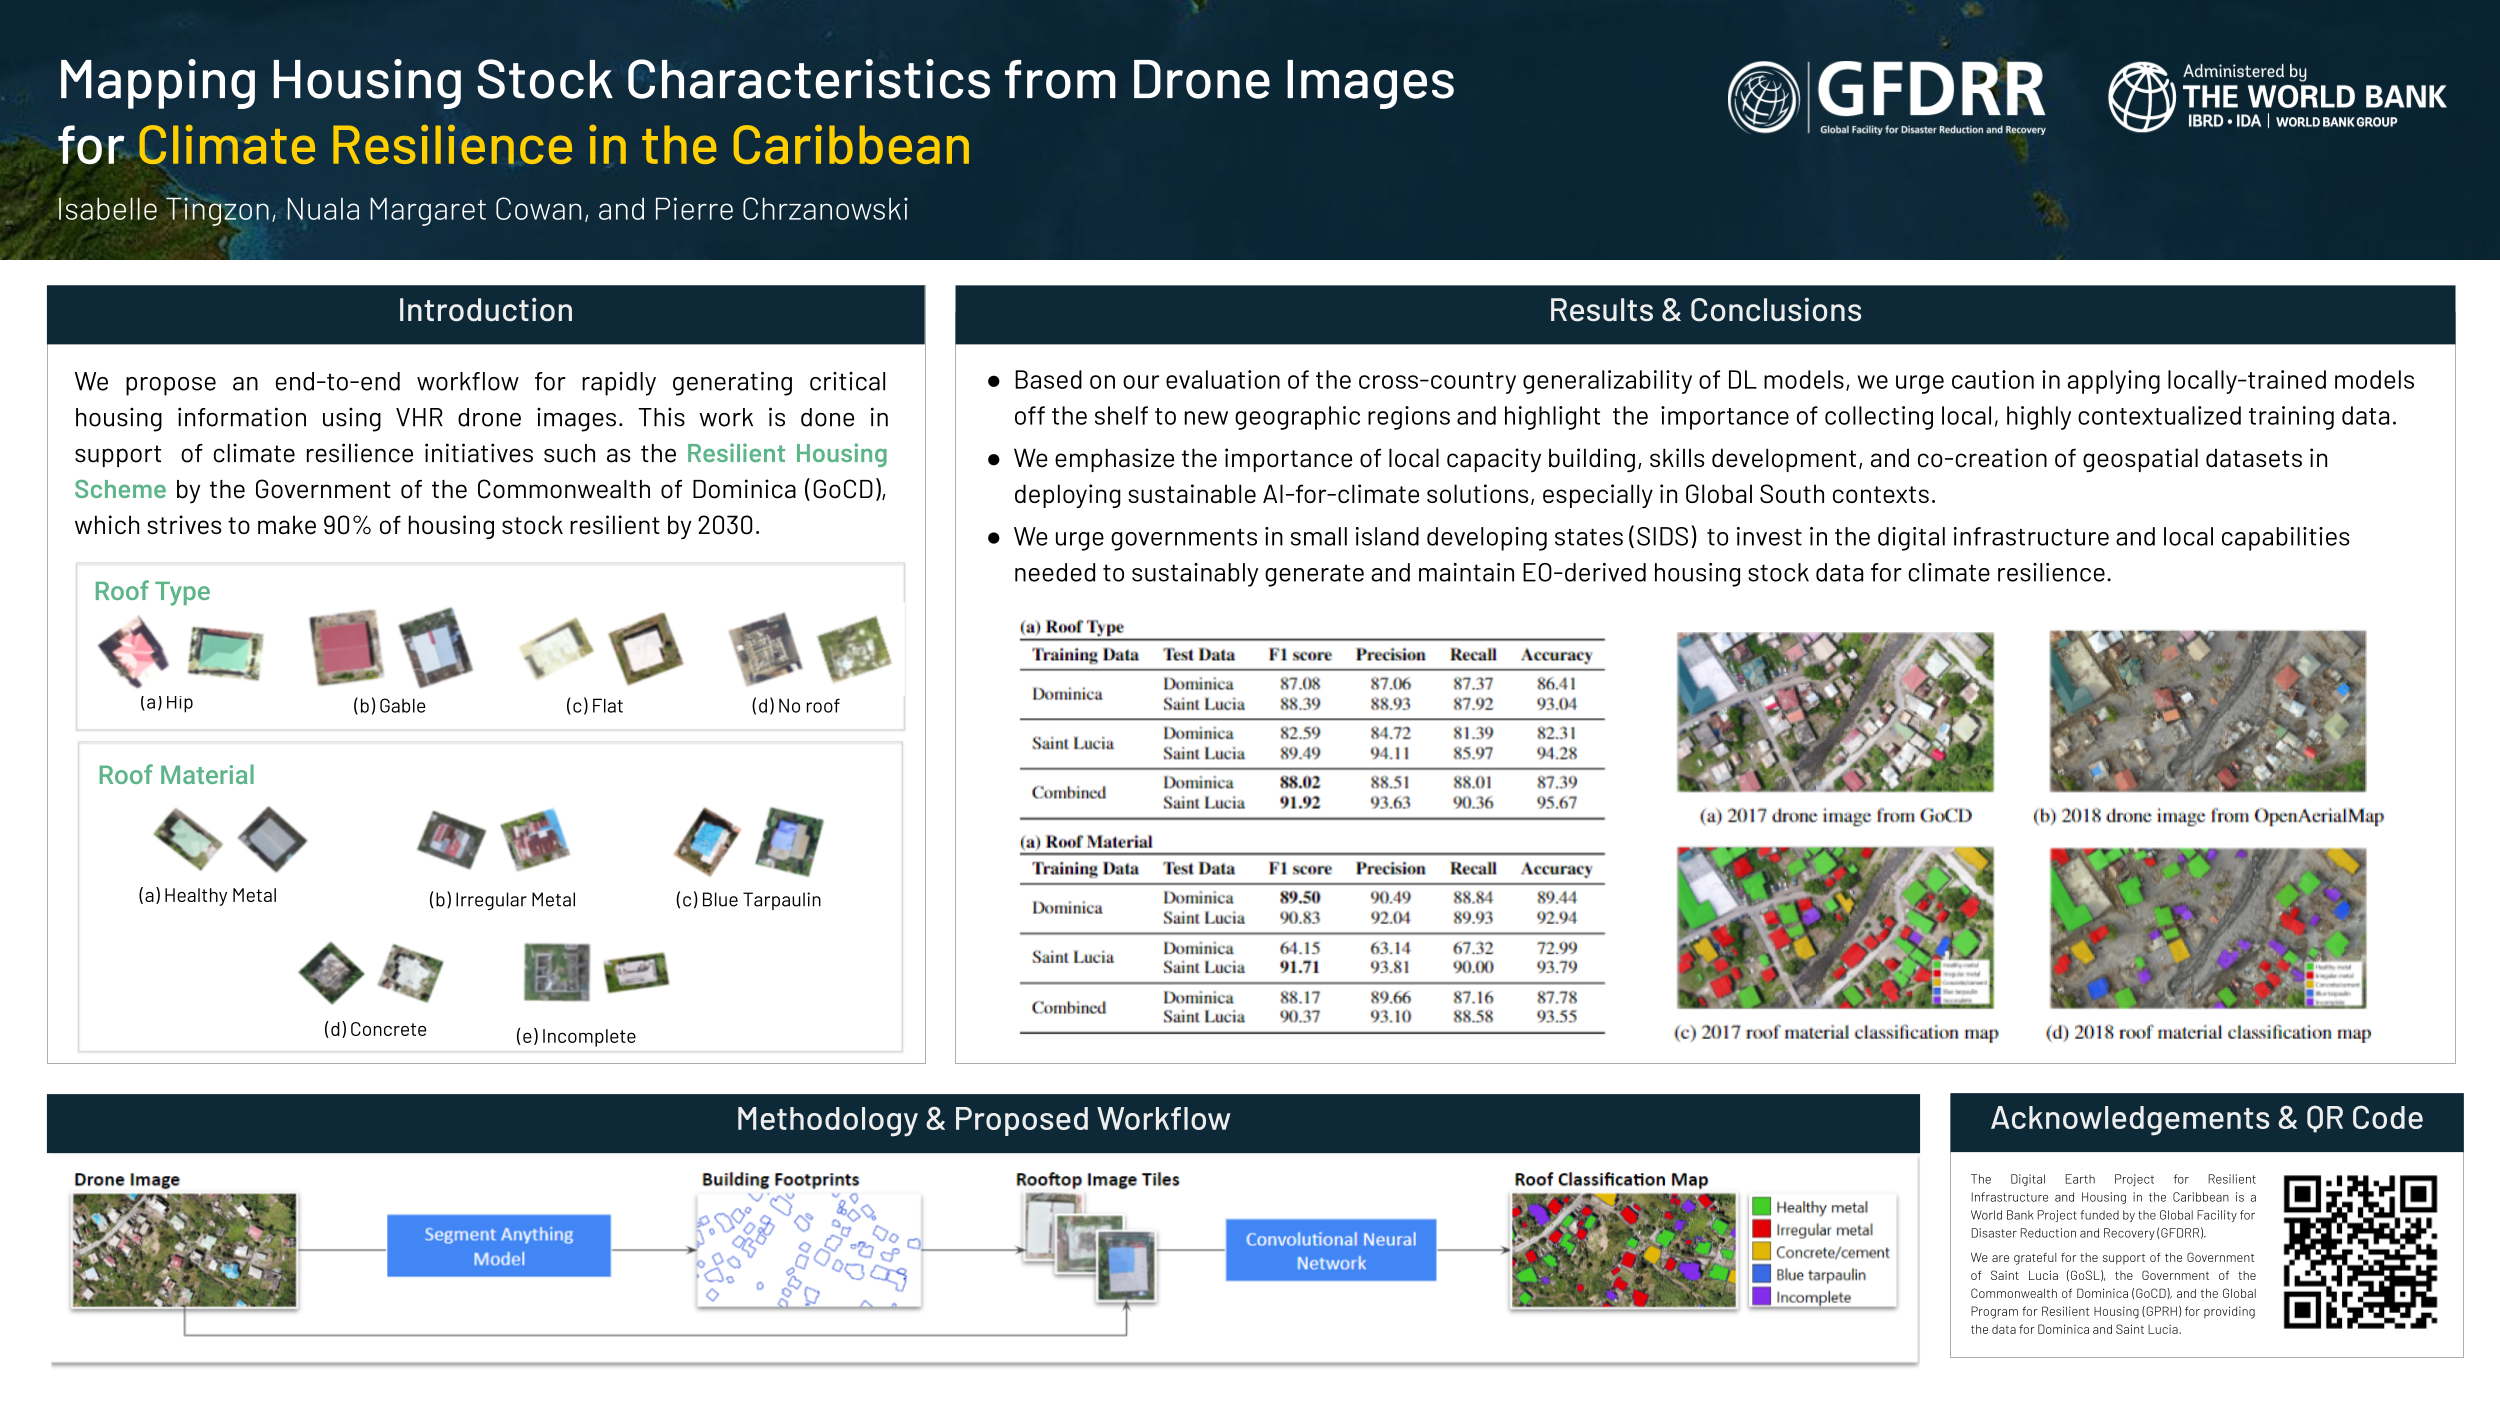 Mapping Housing Stock Characteristics from Drone Images
for Climate Resilience in the Caribbean
Isabelle Tingzon, Nuala Margaret Cowan, and Pierre Chrzanowski
GFDRR
Global Facility for Disaster Reduction and Recovery
Administered by
THE WORLD BANK
IBRD • IDA | WORLD BANK GROUP
Introduction
We propose an end-to-end workflow for rapidly generating critical
housing information using VHR drone images. This work is done in
support of climate resilience initiatives such as the Resilient Housing
Scheme by the Government of the Commonwealth of Dominica (GoCD),
which strives to make 90% of housing stock resilient by 2030.
Roof Type
(a) Hip
(b) Gable
(c) Flat
(d) No roof
Roof Material
(a) Healthy Metal
(b) Irregular Metal
(c) Blue Tarpaulin
(d) Concrete
(e) Incomplete
Results & Conclusions
● Based on our evaluation of the cross-country generalizability of DL models, we urge caution in applying locally-trained models
off the shelf to new geographic regions and highlight the importance of collecting local, highly contextualized training data.
● We emphasize the importance of local capacity building, skills development, and co-creation of geospatial datasets in
deploying sustainable AI-for-climate solutions, especially in Global South contexts.
● We urge governments in small island developing states (SIDS) to invest in the digital infrastructure and local capabilities
needed to sustainably generate and maintain EO-derived housing stock data for climate resilience.
(a) Roof Type
Training Data Test Data F1 score Precision Recall Accuracy
Dominica
Dominica 87.08 87.06 87.37 86.41
Saint Lucia 88.39 88.93 87.92 93.04
Saint Lucia
Dominica 82.59 84.72 81.39 82.31
Saint Lucia 89.49 94.11 85.97 94.28
Combined
Dominica 88.02 88.51 88.01 87.39
Saint Lucia 91.92 93.63 90.36 95.67
(a) Roof Material
Training Data Test Data F1 score Precision Recall Accuracy
Dominica
Dominica 89.50 90.49 88.84 89.44
Saint Lucia 90.83 92.04 89.93 92.94
Saint Lucia
Dominica 64.15 63.14 67.32 72.99
Saint Lucia 91.71 93.81 90.00 93.79
Combined
Dominica 88.17 89.66 87.16 87.78
Saint Lucia 90.37 93.10 88.58 93.55
(a) 2017 drone image from GoCD
(b) 2018 drone image from OpenAerialMap
Healthy metal
Irregular metal
Concrete/cement
Blue tarpaulin
Incomplete
Healthy metal
Irregular metal
Concrete/cement
Blue tarpaulin
Incomplete
(c) 2017 roof material classification map
(d) 2018 roof material classification map
Methodology & Proposed Workflow
Drone Image
Segment Anything
Model
Building Footprints
Rooftop Image Tiles
Convolutional Neural
Network
Roof Classification Map
Healthy metal
Irregular metal
Concrete/cement
Blue tarpaulin
Incomplete
Acknowledgements & QR Code
The Digital Earth Project for Resilient
Infrastructure and Housing in the Caribbean is a
World Bank Project funded by the Global Facility for
Disaster Reduction and Recovery (GFDRR).
We are grateful for the support of the Government
of Saint Lucia (GoSL), the Government of the
Commonwealth of Dominica (GoCD), and the Global
Program for Resilient Housing (GPRH) for providing
the data for Dominica and Saint Lucia.